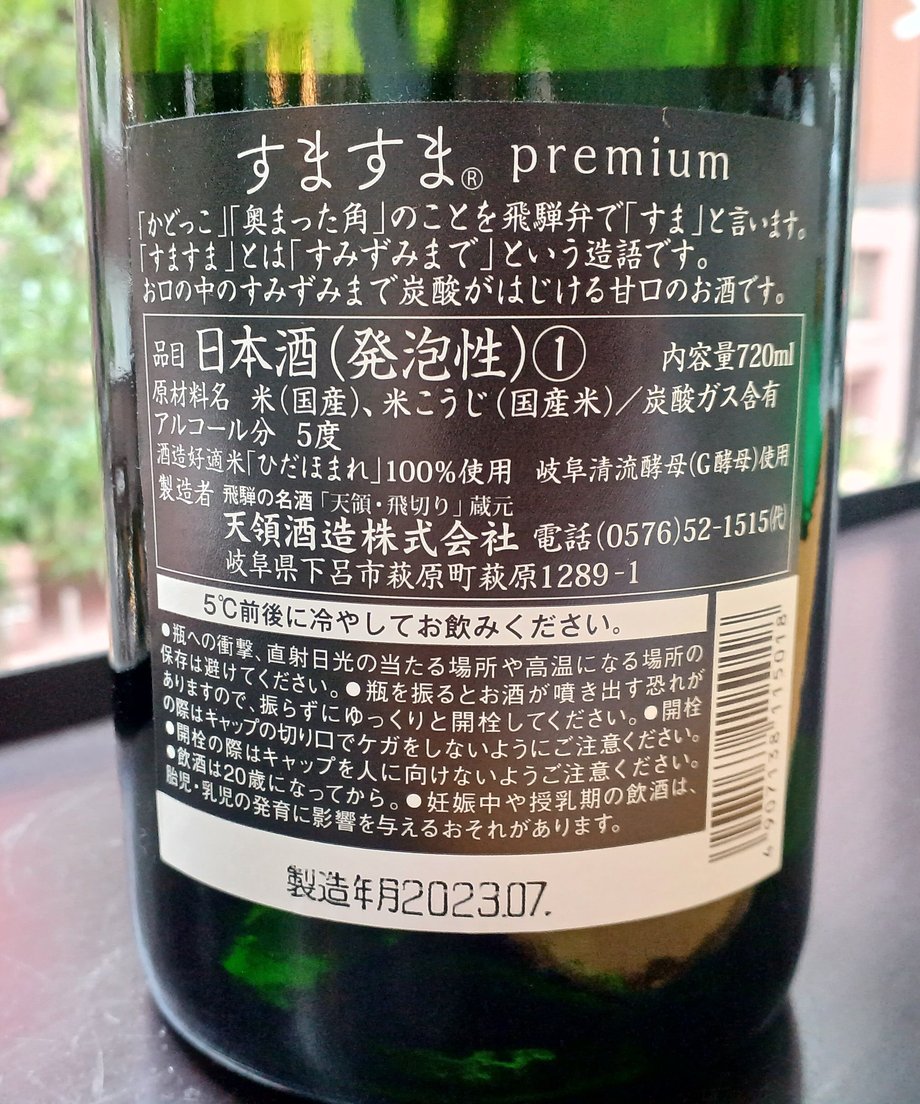 すますま® premium
「かどっこ」「奥まった角」のことを飛騨弁で「すま」と言います。
「すますま」とは「すみずみまで」という造語です。
お口の中のすみずみまで炭酸がはじける甘口のお酒です。
品目 日本酒(発泡性)① 内容量720ml
原材料名 米(国産)、米こうじ(国産米)/炭酸ガス含有
アルコール分 5度
酒造好適米「ひだほまれ」100%使用 岐阜清流酵母(G酵母)使用
製造者 飛騨の名酒「天領・飛切り」蔵元
天領酒造株式会社 電話(0576)52-1515(代)
岐阜県下呂市萩原町萩原1289-1
5℃前後に冷やしてお飲みください。
●瓶への衝撃、直射日光の当たる場所や高温になる場所の
保存は避けてください。●瓶を振るとお酒が噴き出す恐れが
ありますので、振らずにゆっくりと開栓してください。●開栓
の際はキャップの切り口でケガをしないようにご注意ください。
●開栓の際はキャップを人に向けないようご注意ください。
●飲酒は20歳になってから。●妊娠中や授乳期の飲酒は、
胎児・乳児の発育に影響を与えるおそれがあります。
4907138115018
製造年月2023.07.